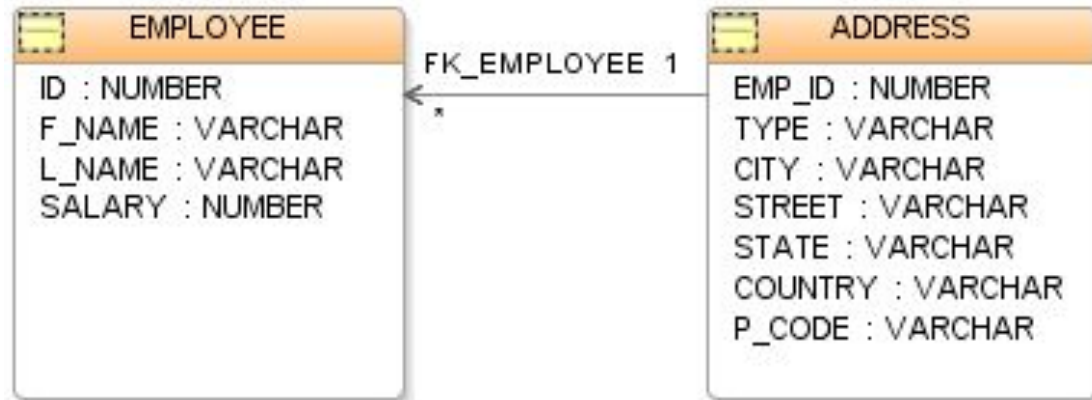 EMPLOYEE
ID : NUMBER
F_NAME : VARCHAR
L_NAME : VARCHAR
SALARY : NUMBER
FK_EMPLOYEE 1
*
ADDRESS
EMP_ID : NUMBER
TYPE : VARCHAR
CITY : VARCHAR
STREET : VARCHAR
STATE : VARCHAR
COUNTRY : VARCHAR
P_CODE : VARCHAR